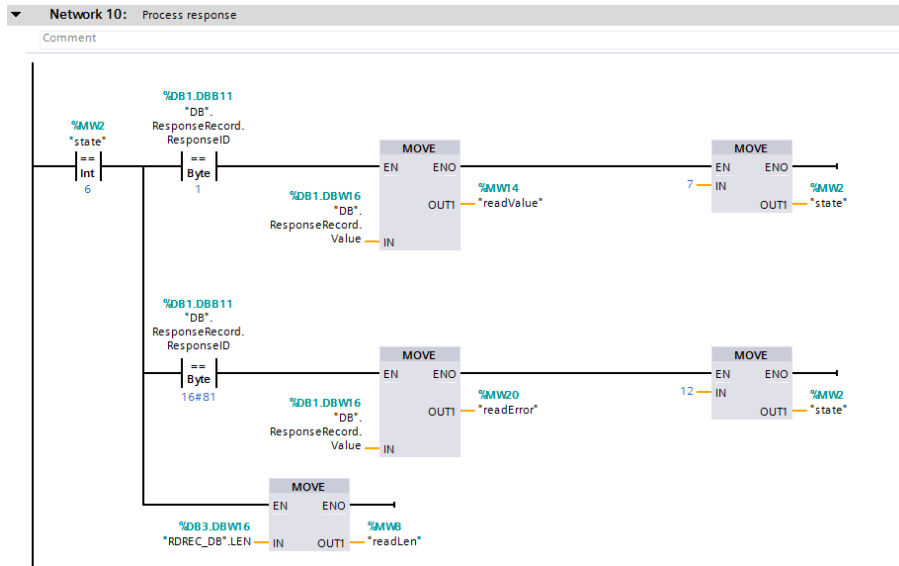 Network 10: Process response
Comment
%DB1.DBB11
"DB".
ResponseRecord.
ResponseID
%MW2
"state"
==
Int
6
==
Byte
1
MOVE
EN ENO
%DB1.DBW16
"DB".
ResponseRecord.
Value
IN
OUT1
%MW14
"readValue"
MOVE
EN ENO
7
IN
OUT1
%MW2
"state"
%DB1.DBB11
"DB".
ResponseRecord.
ResponseID
==
Byte
16#81
MOVE
EN ENO
%DB1.DBW16
"DB".
ResponseRecord.
Value
IN
OUT1
%MW20
"readError"
MOVE
EN ENO
12
IN
OUT1
%MW2
"state"
MOVE
EN ENO
%DB3.DBW16
"RDREC_DB".LEN
IN
OUT1
%MW8
"readLen"